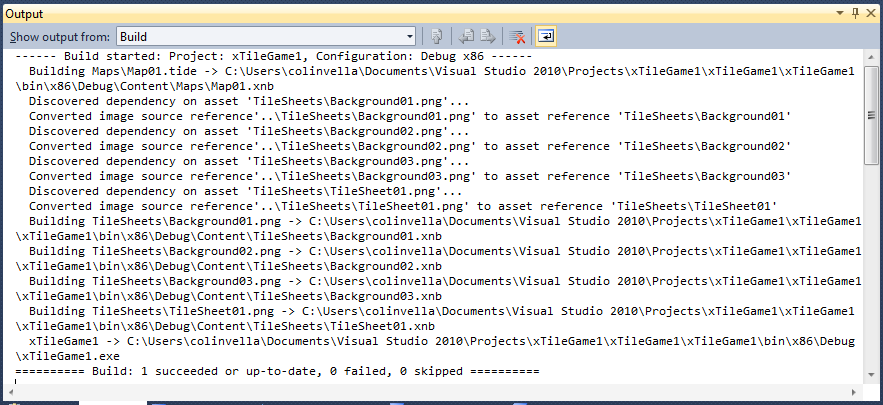 Output
Show output from: Build
------ Build started: Project: xTileGame1, Configuration: Debug x86 ------
Building Maps\Map01.tide -> C:\Users\colinvella\Documents\Visual Studio 2010\Projects\xTileGame1\xTileGame1\xTileGame1
\bin\x86\Debug\Content\Maps\Map01.xnb
Discovered dependency on asset 'TileSheets\Background01.png'...
Converted image source reference'..\TileSheets\Background01.png' to asset reference 'TileSheets\Background01'
Discovered dependency on asset 'TileSheets\Background02.png'...
Converted image source reference'..\TileSheets\Background02.png' to asset reference 'TileSheets\Background02'
Discovered dependency on asset 'TileSheets\Background03.png'...
Converted image source reference'..\TileSheets\Background03.png' to asset reference 'TileSheets\Background03'
Discovered dependency on asset 'TileSheets\TileSheet01.png'...
Converted image source reference'..\TileSheets\TileSheet01.png' to asset reference 'TileSheets\TileSheet01'
Building TileSheets\Background01.png -> C:\Users\colinvella\Documents\Visual Studio 2010\Projects\xTileGame1\xTileGame1
\xTileGame1\bin\x86\Debug\Content\TileSheets\Background01.xnb
Building TileSheets\Background02.png -> C:\Users\colinvella\Documents\Visual Studio 2010\Projects\xTileGame1\xTileGame1
\xTileGame1\bin\x86\Debug\Content\TileSheets\Background02.xnb
Building TileSheets\Background03.png -> C:\Users\colinvella\Documents\Visual Studio 2010\Projects\xTileGame1\xTileGame1
\xTileGame1\bin\x86\Debug\Content\TileSheets\Background03.xnb
Building TileSheets\TileSheet01.png -> C:\Users\colinvella\Documents\Visual Studio 2010\Projects\xTileGame1\xTileGame1
\xTileGame1\bin\x86\Debug\Content\TileSheets\TileSheet01.xnb
xTileGame1 -> C:\Users\colinvella\Documents\Visual Studio 2010\Projects\xTileGame1\xTileGame1\xTileGame1\bin\x86\Debug
\xTileGame1.exe
========== Build: 1 succeeded or up-to-date, 0 failed, 0 skipped ==========